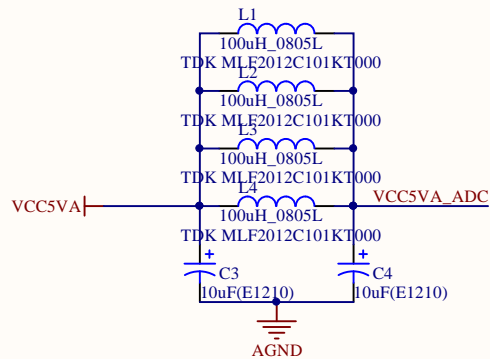 L1
100uH_0805L
TDK MLF2012C101KT000
L2
100uH_0805L
TDK MLF2012C101KT000
L3
100uH_0805L
TDK MLF2012C101KT000
L4
VCC5VA
VCC5VA_ADC
100uH_0805L
TDK MLF2012C101KT000
C3
C4
10uF(E1210)
10uF(E1210)
AGND